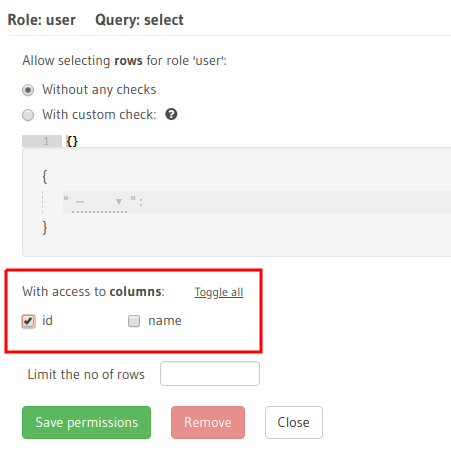 Role: user Query: select
Allow selecting rows for role 'user':
Without any checks
With custom check: ?
1 {}
{
"-- ▼":
}
With access to columns: Toggle all
id name
Limit the no of rows
Save permissions Remove Close